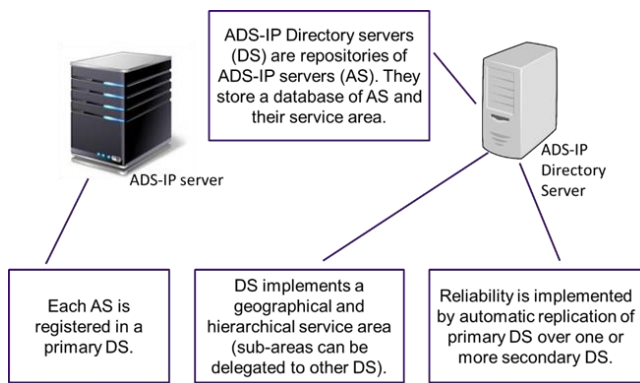 ADS-IP Directory servers
(DS) are repositories of
ADS-IP servers (AS). They
store a database of AS and
their service area.
ADS-IP server
ADS-IP
Directory
Server
Each AS is
registered in a
primary DS.
DS implements a
geographical and
hierarchical service area
(sub-areas can be
delegated to other DS).
Reliability is implemented
by automatic replication of
primary DS over one or
more secondary DS.